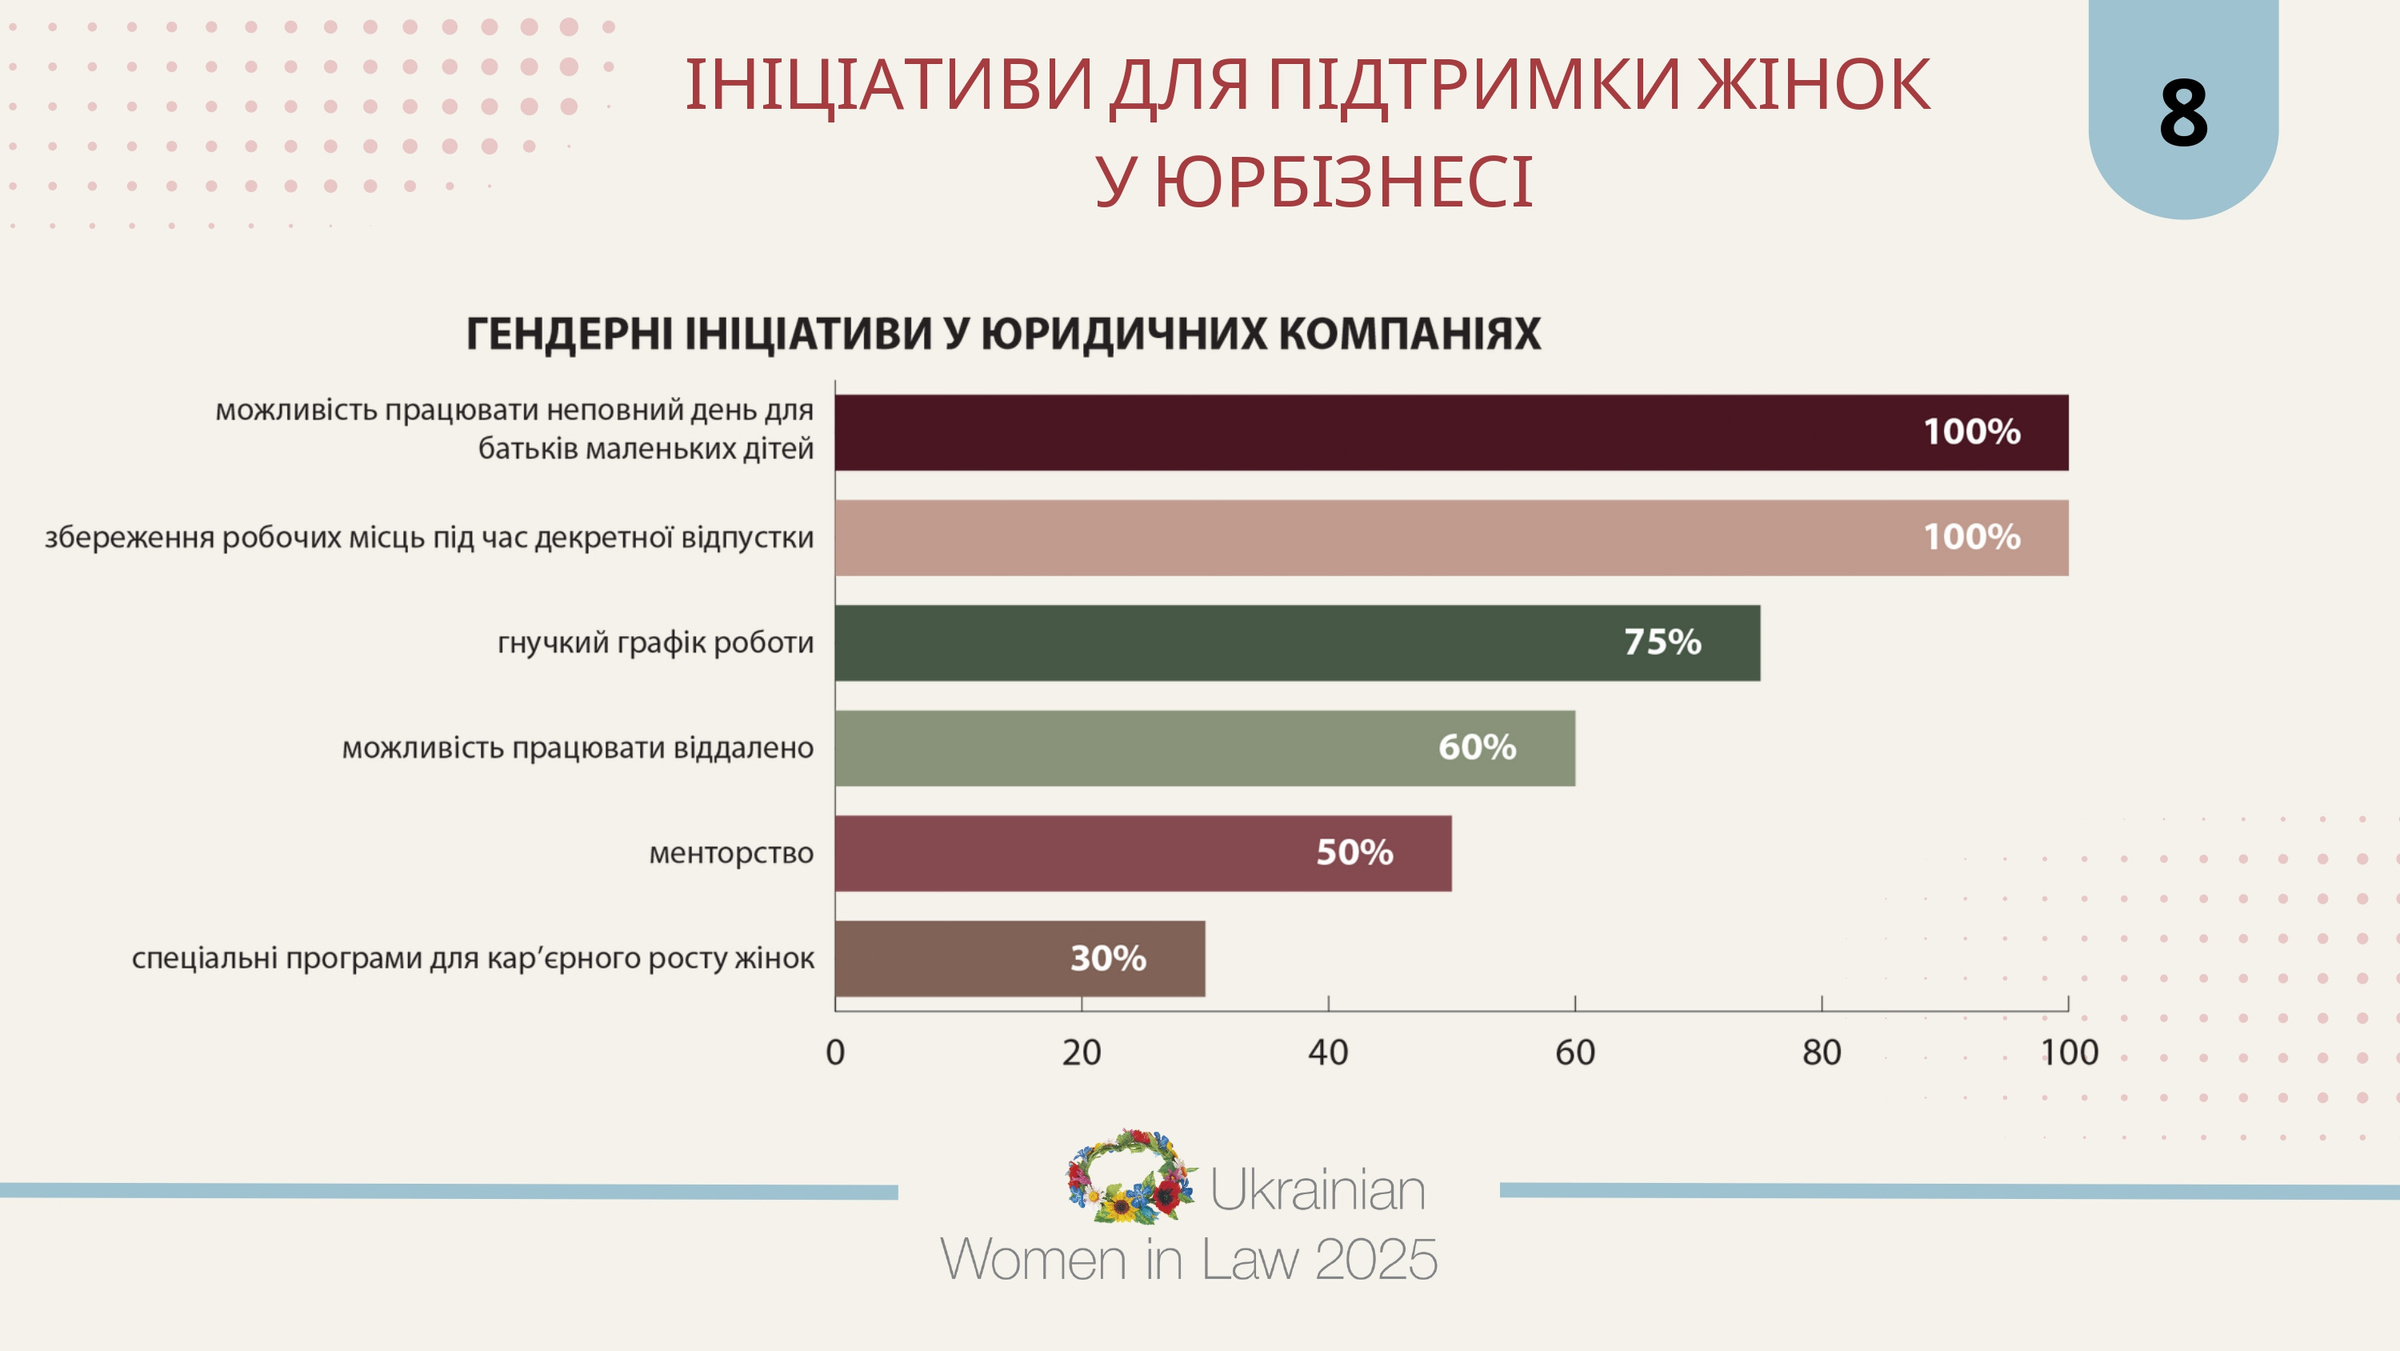 ІНІЦІАТИВИ ДЛЯ ПІДТРИМКИ ЖІНОК
У ЮРБІЗНЕСІ
8
ГЕНДЕРНІ ІНІЦІАТИВИ У ЮРИДИЧНИХ КОМПАНІЯХ
можливість працювати неповний день для
батьків маленьких дітей
100%
збереження робочих місць під час декретної відпустки
100%
гнучкий графік роботи
75%
можливість працювати віддалено
60%
менторство
50%
спеціальні програми для кар’єрного росту жінок
30%
0 20 40 60 80 100
Ukrainian
Women in Law 2025